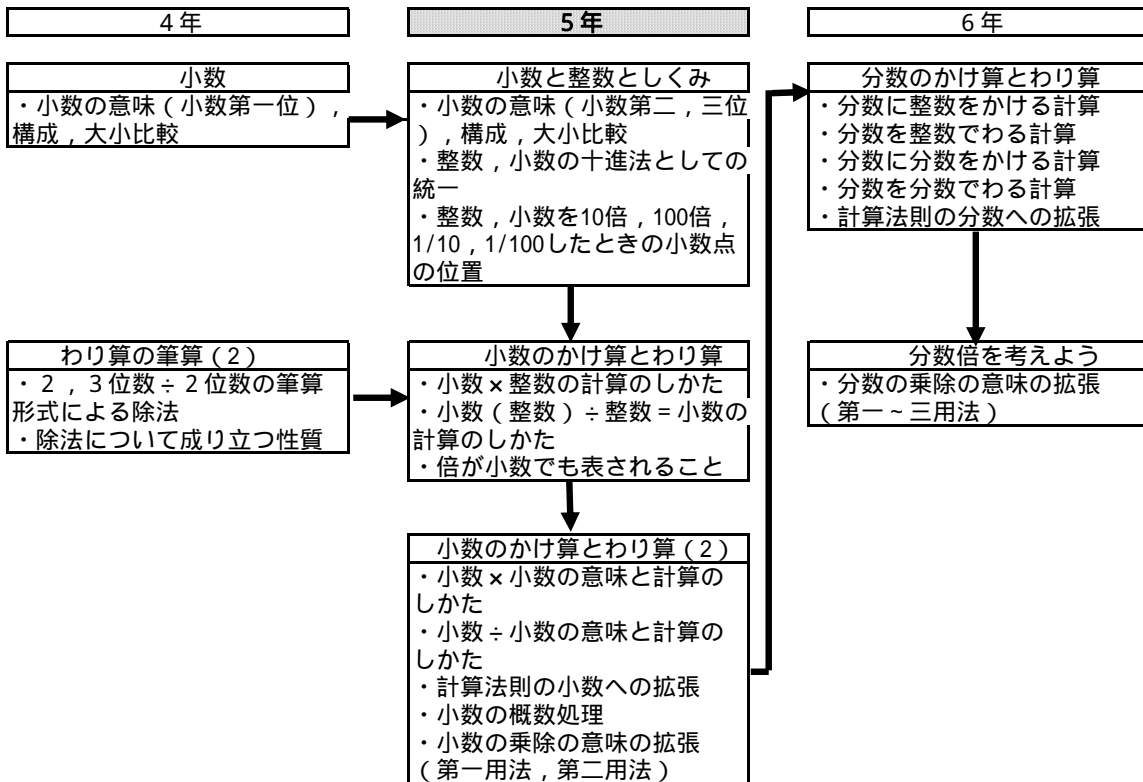 4年
5年
6年
小数
・小数の意味(小数第一位),
構成,大小比較
小数と整数としくみ
・小数の意味(小数第二,三位
),構成,大小比較
・整数,小数の十進法としての
統一
・整数,小数を10倍,100倍,
1/10,1/100したときの小数点
の位置
分数のかけ算とわり算
・分数に整数をかける計算
・分数を整数でわる計算
・分数に分数をかける計算
・分数を分数でわる計算
・計算法則の分数への拡張
わり算の筆算(2)
・2,3位数÷2位数の筆算
形式による除法
・除法について成り立つ性質
小数のかけ算とわり算
・小数×整数の計算のしかた
・小数(整数)÷整数=小数の
計算のしかた
・倍が小数でも表されること
分数倍を考えよう
・分数の乗除の意味の拡張
(第一~三用法)
小数のかけ算とわり算(2)
・小数×小数の意味と計算の
しかた
・小数÷小数の意味と計算の
しかた
・計算法則の小数への拡張
・小数の概数処理
・小数の乗除の意味の拡張
(第一用法,第二用法)